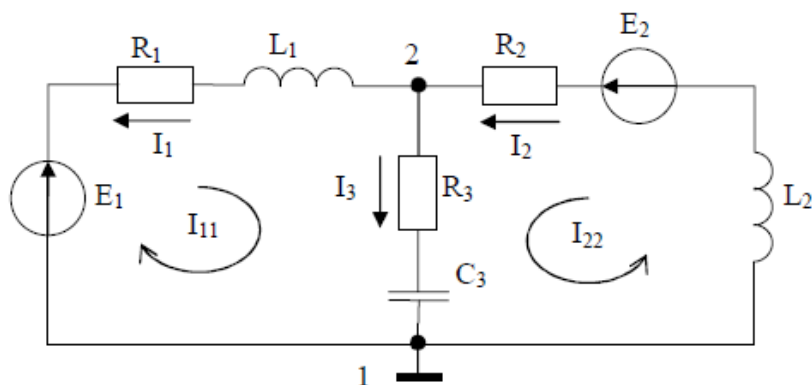 R₁ L₁ 2 R₂ E₂
I₁ I₂
E₁ I₁₁ I₃ R₃ I₂₂ L₂
C₃
1